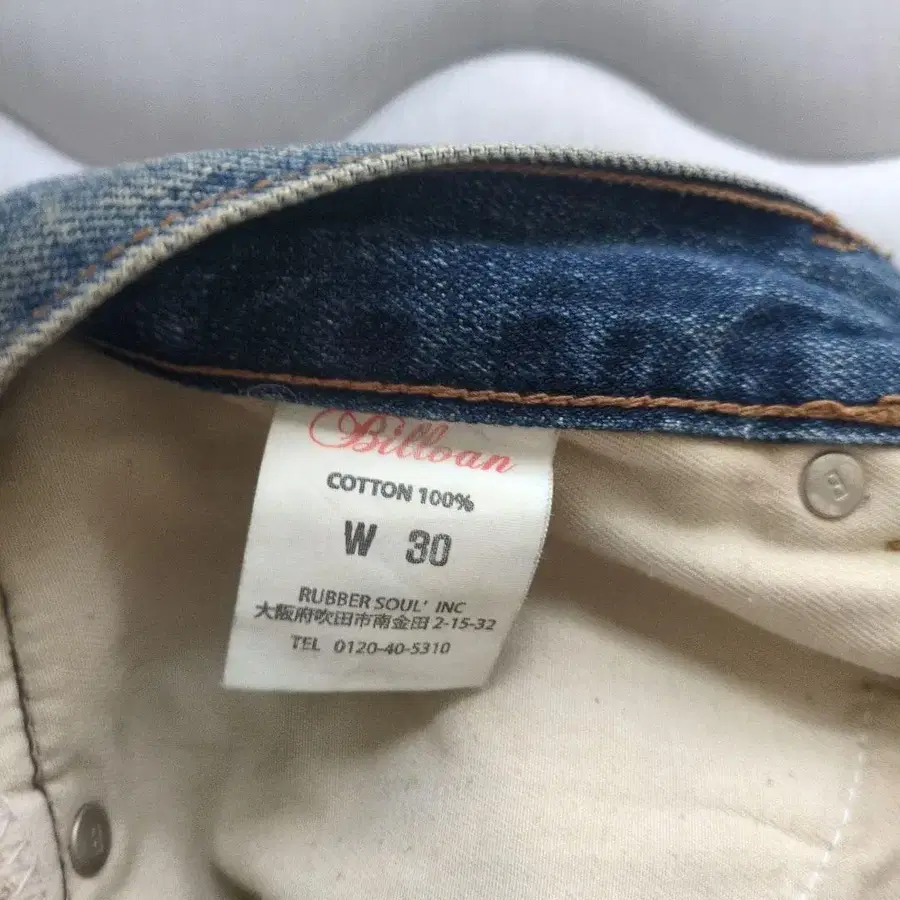 Billvan
COTTON 100%
W 30
RUBBER SOUL' INC
大阪府吹田市南金田 2-15-32
TEL 0120-40-5310
B
B